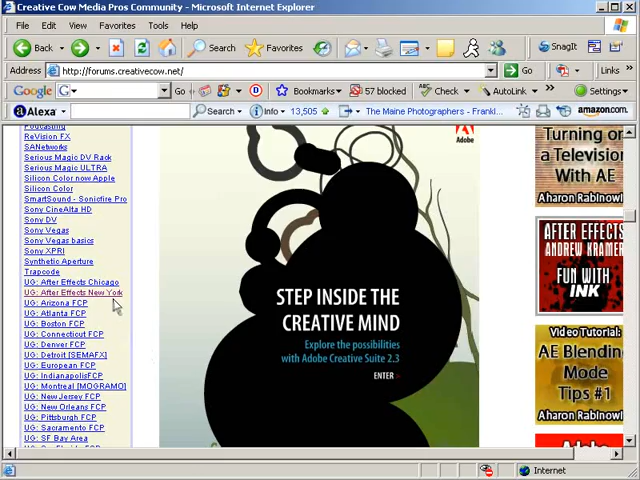 Creative Cow Media Pros Community - Microsoft Internet Explorer
File Edit View Favorites Tools Help
Back Search Favorites SnagIt
Address http://forums.creativecow.net/ Go Links
Google G Go Bookmarks 57 blocked Check AutoLink Settings
Alexa Search Info 13,505 The Maine Photographers - Frankl... amazon.com
Podcasting
ReVision FX
SANetworks
Serious Magic DV Rack
Serious Magic ULTRA
Silicon Color now Apple
Silicon Color
SmartSound - Sonicfire Pro
Sony CineAlta HD
Sony DV
Sony Vegas
Sony Vegas basics
Sony XPRI
Synthetic Aperture
Trapcode
UG: After Effects Chicago
UG: After Effects New York
UG: Arizona FCP
UG: Atlanta FCP
UG: Boston FCP
UG: Connecticut FCP
UG: Denver FCP
UG: Detroit [SEMAFX]
UG: European FCP
UG: IndianapolisFCP
UG: Montreal [MOGRAMO]
UG: New Jersey FCP
UG: New Orleans FCP
UG: Pittsburgh FCP
UG: Sacramento FCP
UG: SF Bay Area
Adobe
STEP INSIDE THE
CREATIVE MIND
Explore the possibilities
with Adobe Creative Suite 2.3
ENTER >
Turning on
a Television
With AE
Aharon Rabinowi
AFTER EFFECTS
ANDREW KRAMER
FUN WITH
INK
Video Tutorial:
AE Blending
Mode
Tips #1
Aharon Rabinowi
Internet